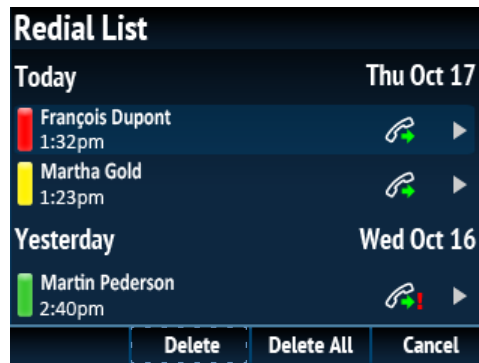 Redial List
Today Thu Oct 17
François Dupont
1:32pm
Martha Gold
1:23pm
Yesterday Wed Oct 16
Martin Pederson
2:40pm
Delete Delete All Cancel